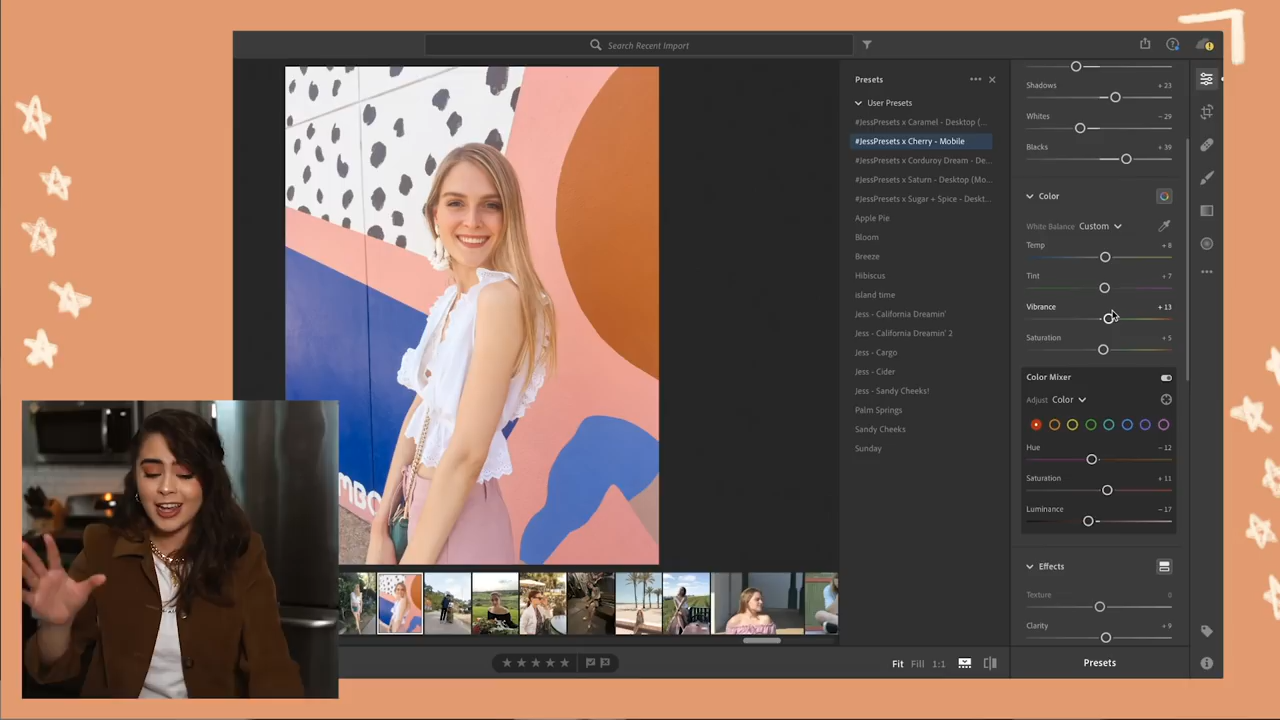 Search Recent Import
Presets
User Presets
#JessPresets x Caramel - Desktop (...
#JessPresets x Cherry - Mobile
#JessPresets x Corduroy Dream - De...
#JessPresets x Saturn - Desktop (Mo...
#JessPresets x Sugar + Spice - Deskt...
Apple Pie
Bloom
Breeze
Hibiscus
island time
Jess - California Dreamin'
Jess - California Dreamin' 2
Jess - Cargo
Jess - Cider
Jess - Sandy Cheeks!
Palm Springs
Sandy Cheeks
Sunday
Shadows + 23
Whites − 29
Blacks + 39
Color
White Balance Custom
Temp + 8
Tint + 7
Vibrance + 13
Saturation + 5
Color Mixer
Adjust Color
Hue − 12
Saturation + 11
Luminance − 17
Effects
Texture 0
Clarity + 9
Fit Fill 1:1
Presets
MBO